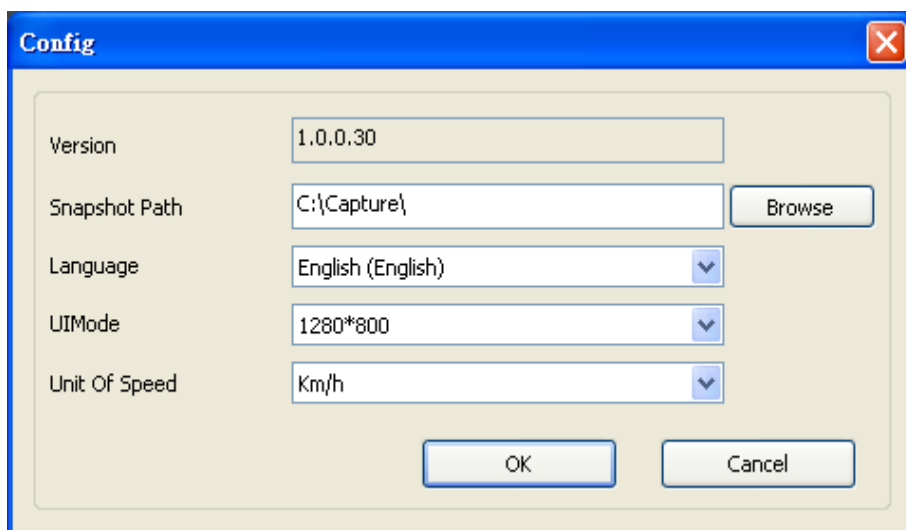 Config
Version 1.0.0.30
Snapshot Path C:\Capture\ Browse
Language English (English)
UIMode 1280*800
Unit Of Speed Km/h
OK Cancel